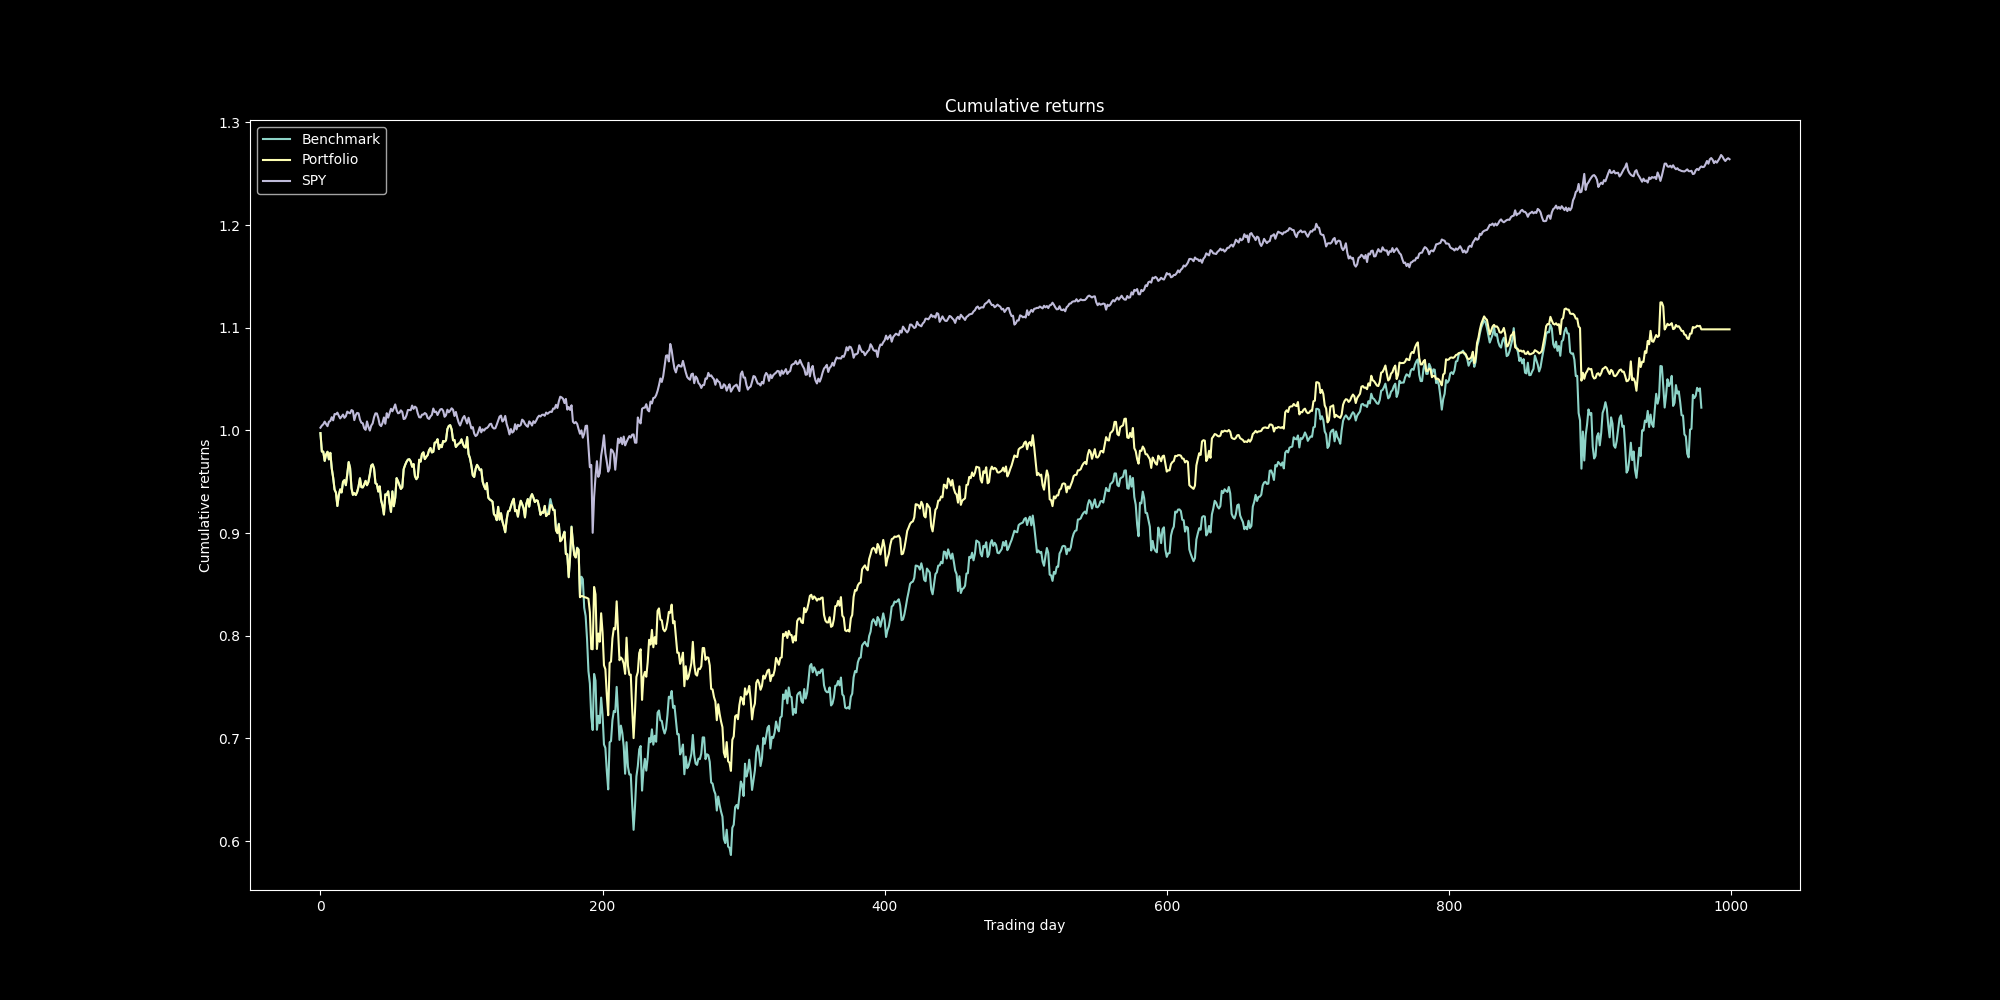 Cumulative returns
1.3
Benchmark
Portfolio
SPY
1.2
1.1
1.0
0.9
0.8
0.7
0.6
Cumulative returns
0 200 400 600 800 1000
Trading day